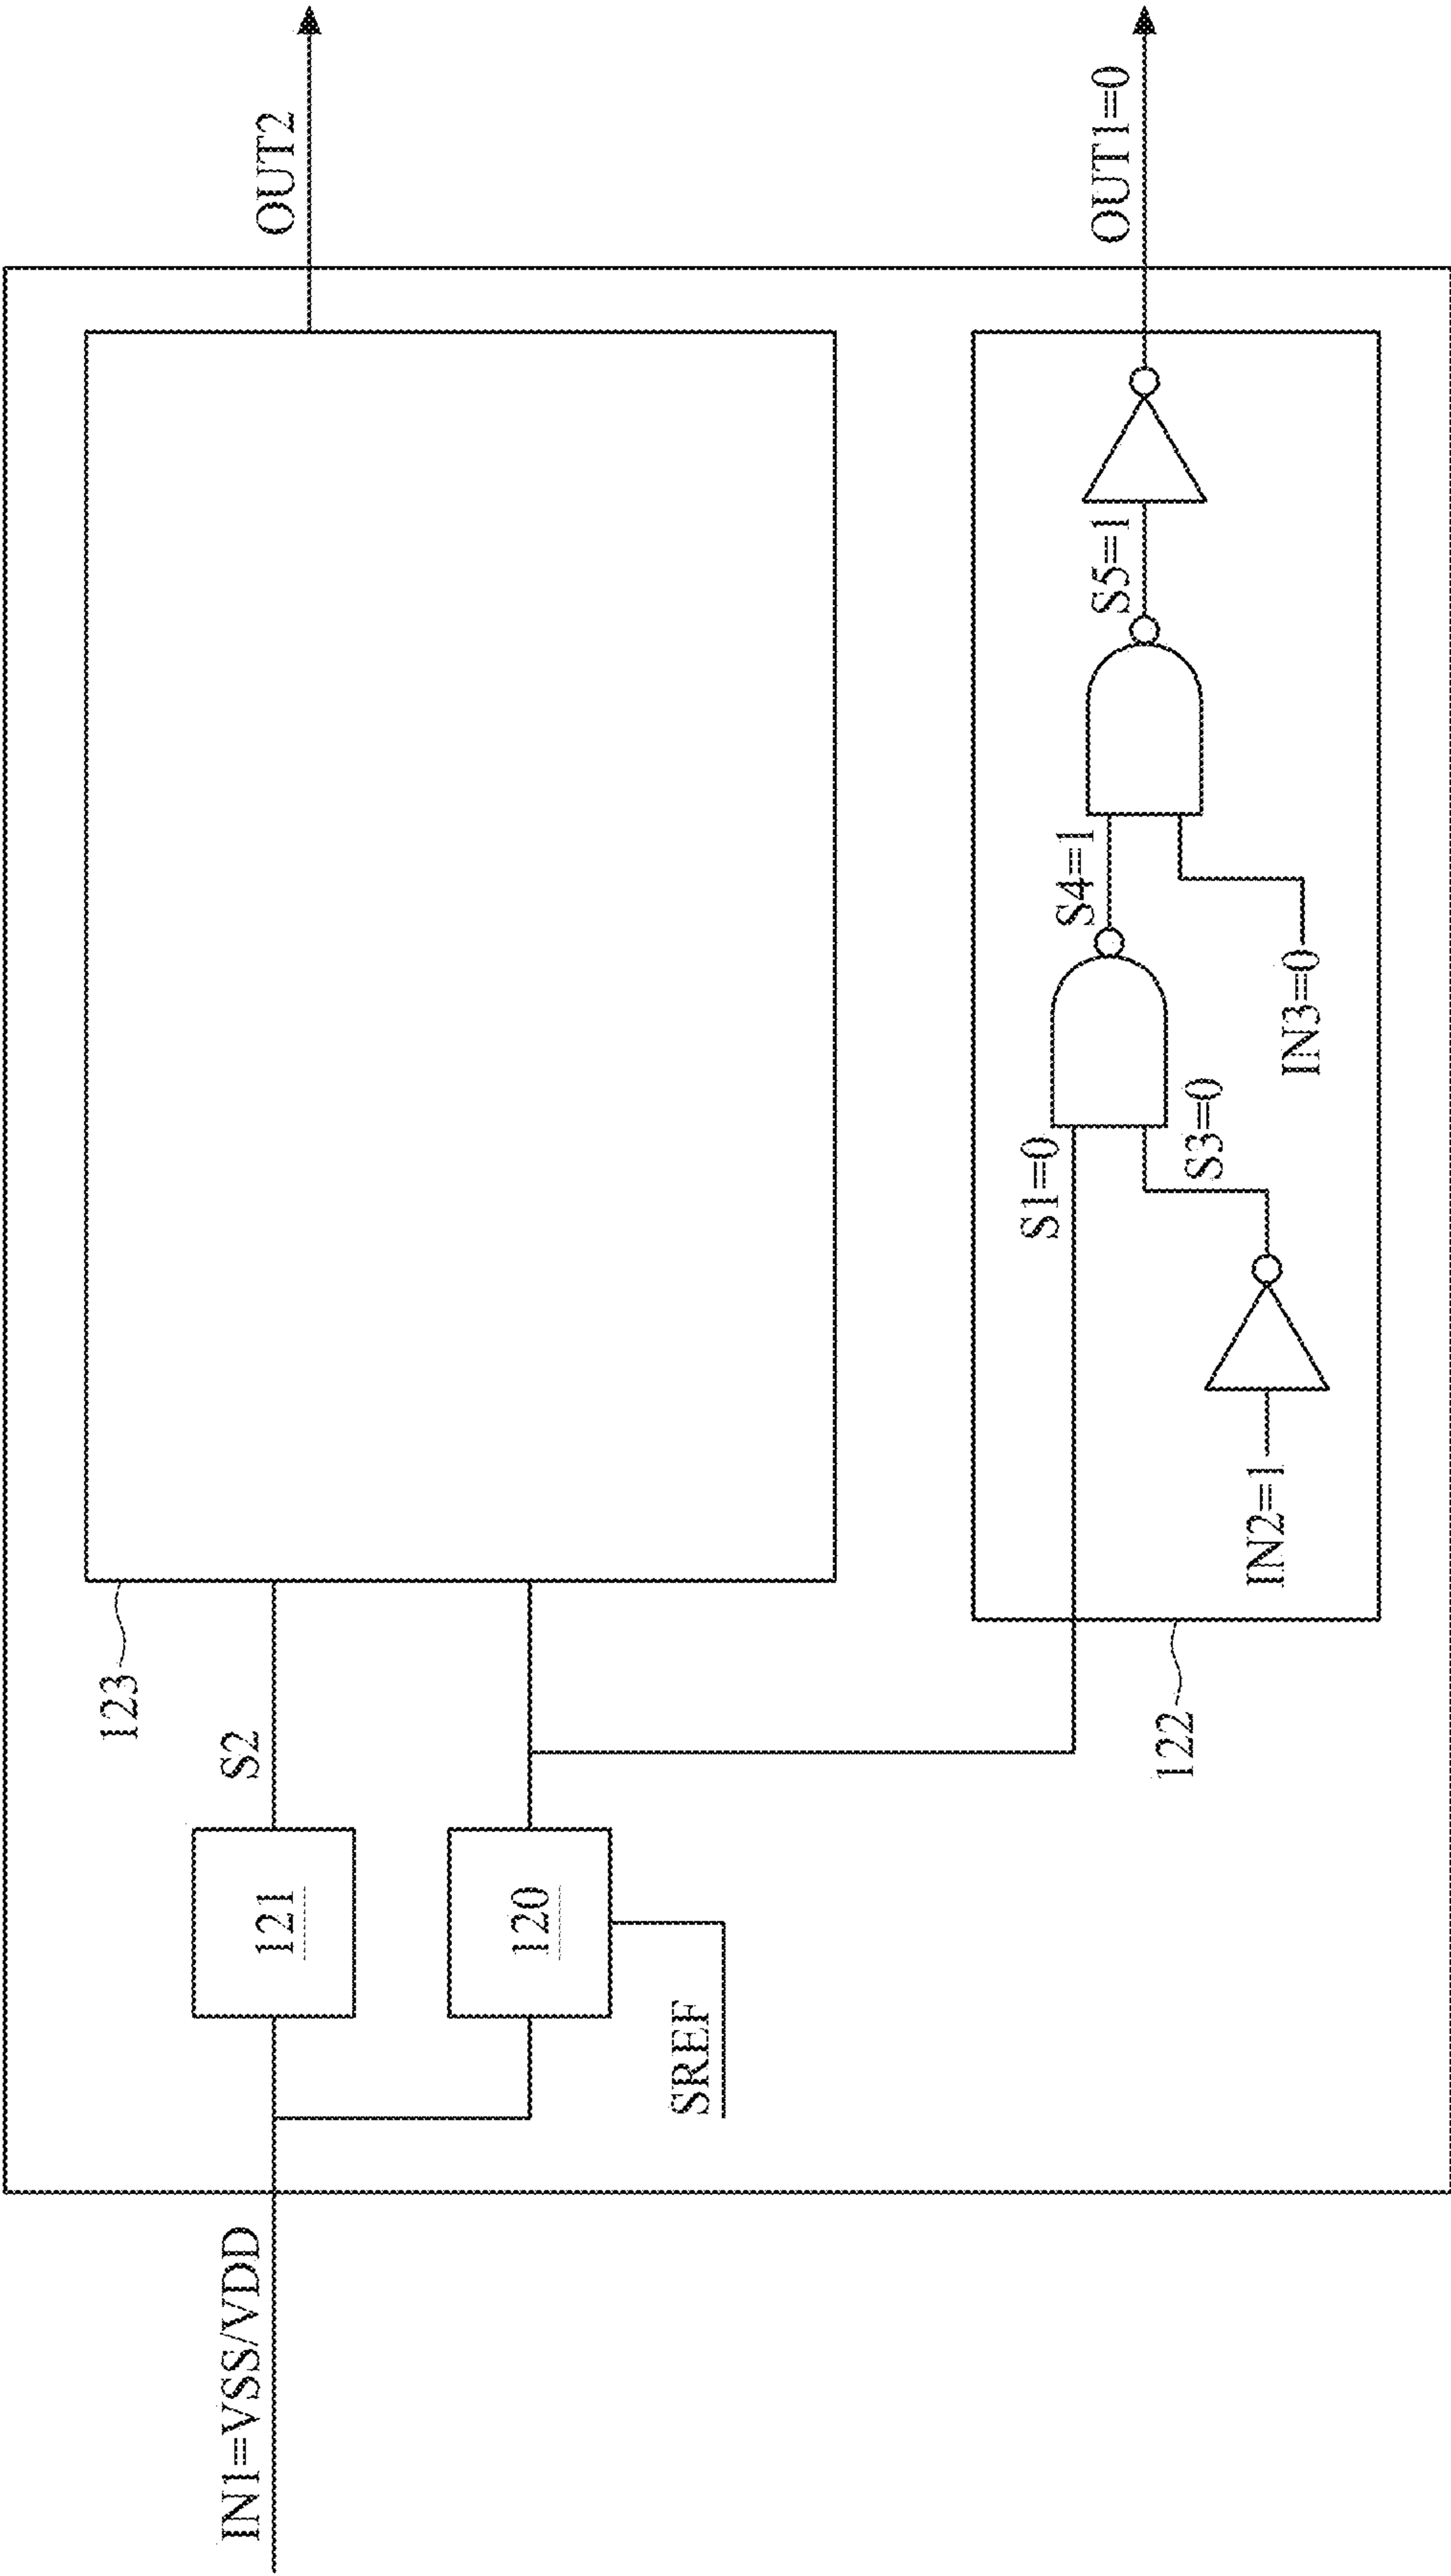 IN1=VSS/VDD
121
S2
123
OUT2
SREF
120
122
S1=0
IN2=1
S3=0
S4=1
IN3=0
S5=1
OUT1=0